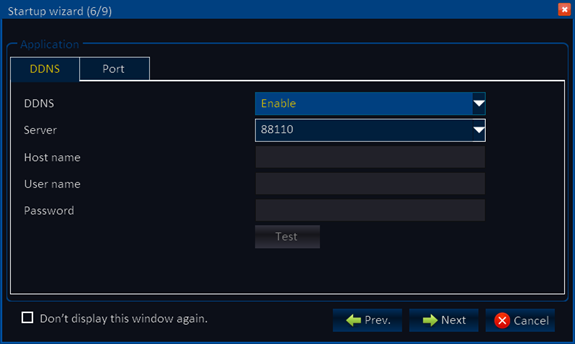 Startup wizard (6/9)
Application
DDNS Port
DDNS Enable
Server 88110
Host name
User name
Password
Test
Don't display this window again. Prev. Next Cancel